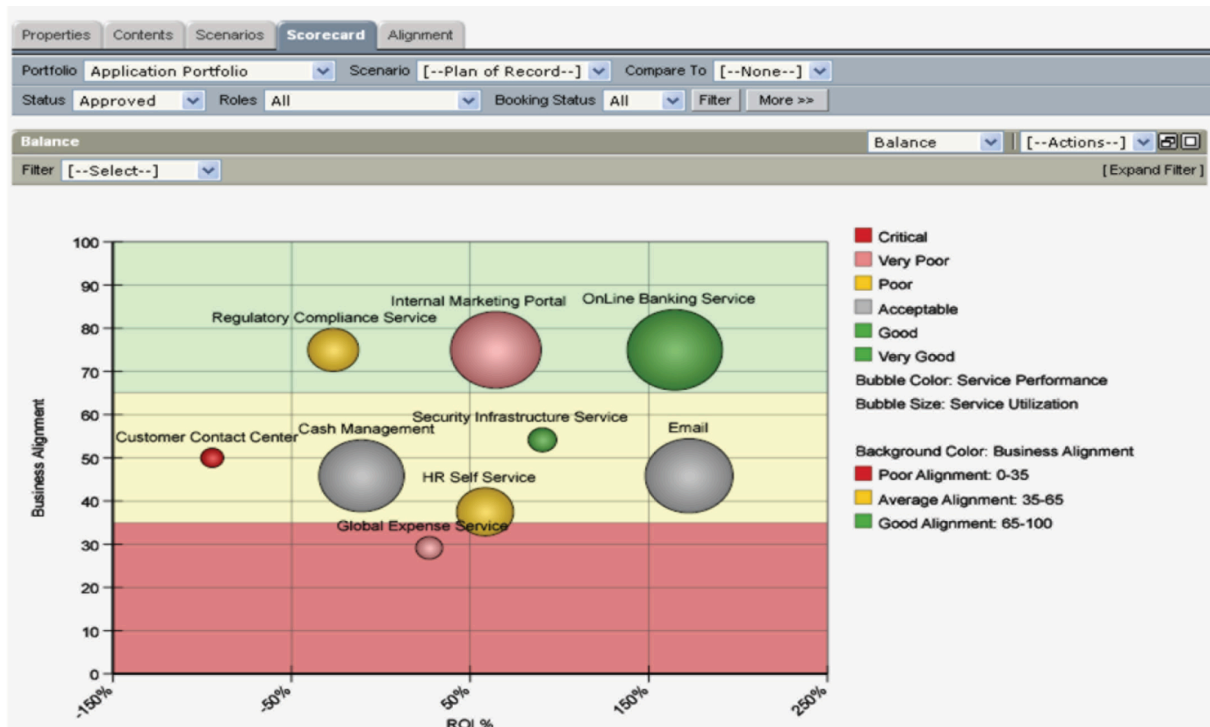 Properties Contents Scenarios Scorecard Alignment
Portfolio Application Portfolio Scenario [--Plan of Record--] Compare To [--None--]
Status Approved Roles All Booking Status All Filter More >>
Balance Balance [--Actions--]
Filter [--Select--] [Expand Filter]
100
90
80
70
60
50
40
30
20
10
0
Business Alignment
Internal Marketing Portal
OnLine Banking Service
Regulatory Compliance Service
Security Infrastructure Service
Customer Contact Center
Cash Management
Email
HR Self Service
Global Expense Service
-150%
-50%
50%
150%
250%
ROI %
Critical
Very Poor
Poor
Acceptable
Good
Very Good
Bubble Color: Service Performance
Bubble Size: Service Utilization
Background Color: Business Alignment
Poor Alignment: 0-35
Average Alignment: 35-65
Good Alignment: 65-100